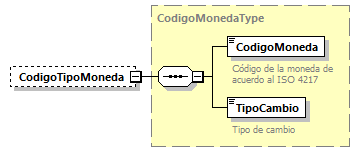 CodigoMonedaType
CodigoMoneda
Código de la moneda de
acuerdo al ISO 4217
CodigoTipoMoneda
TipoCambio
Tipo de cambio